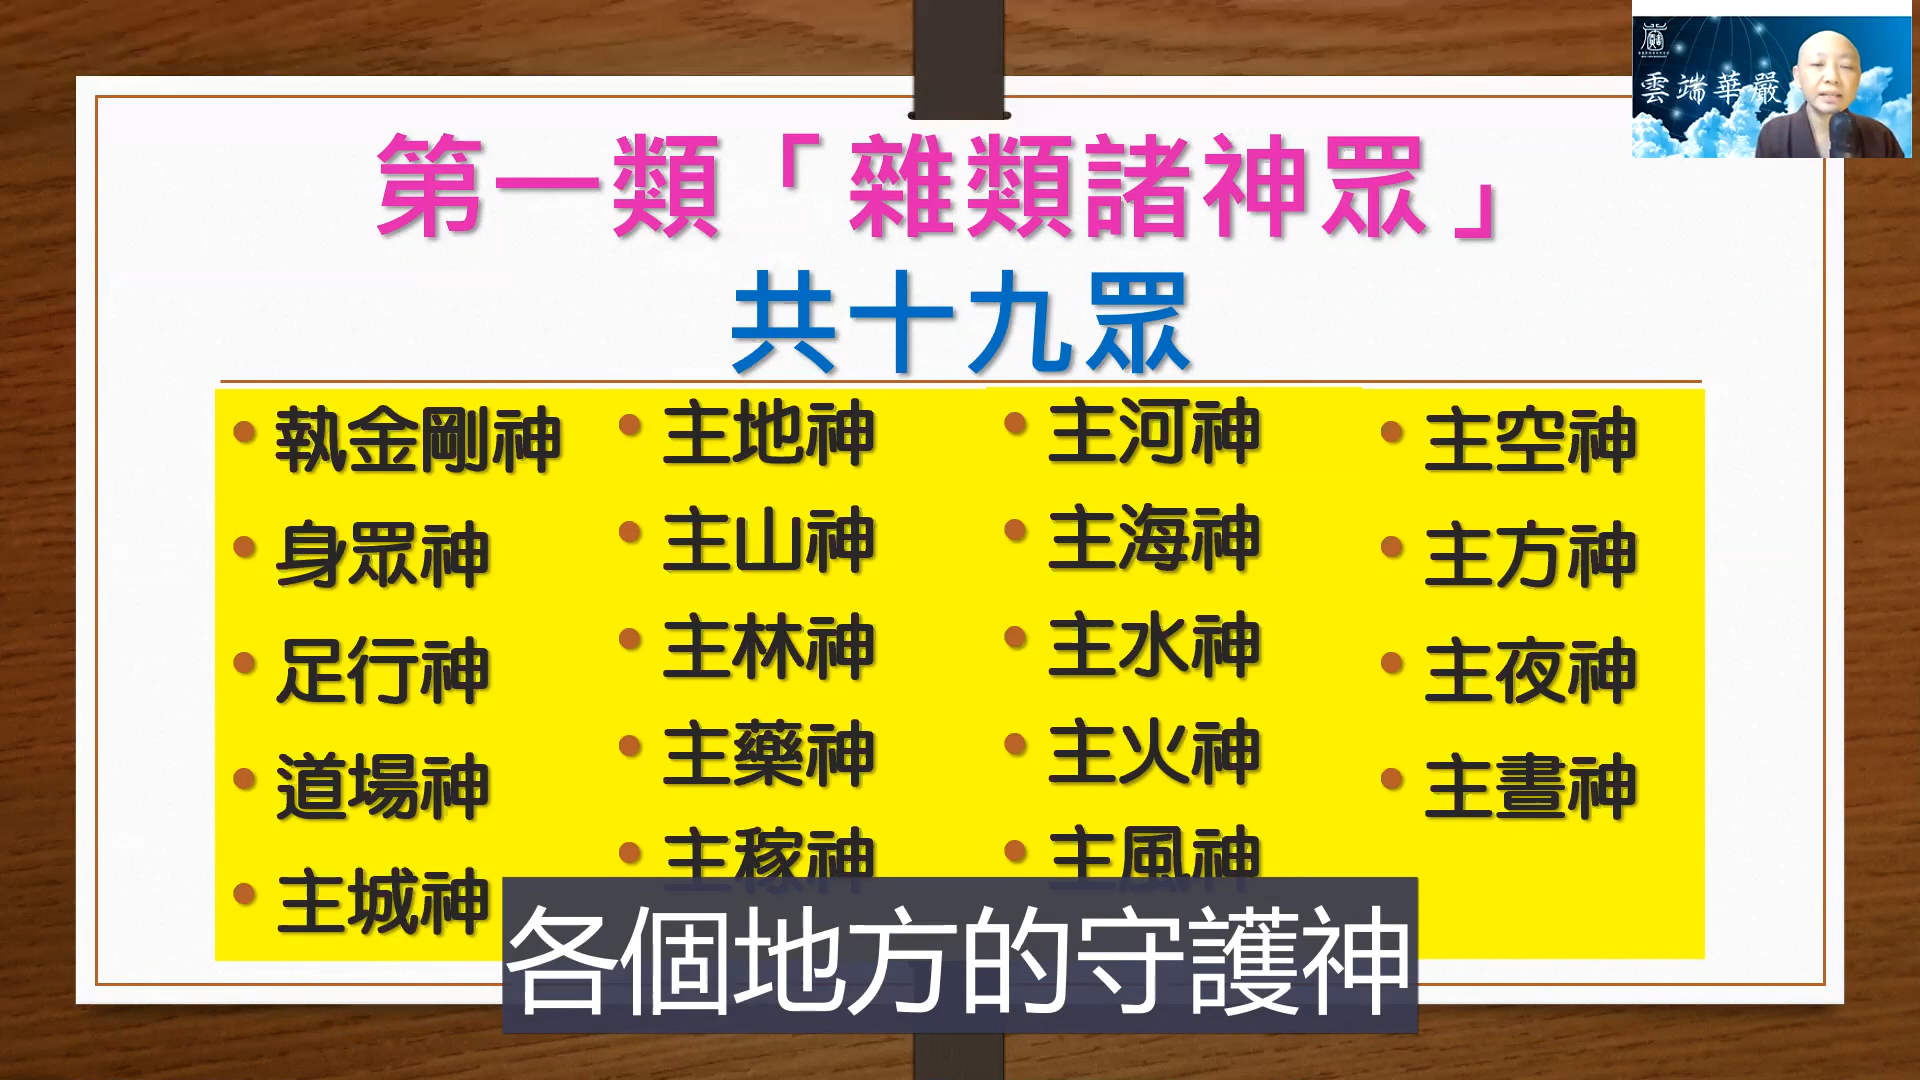 雲端華嚴
第一類「雜類諸神眾」
共十九眾
執金剛神
身眾神
足行神
道場神
主城神
主地神
主山神
主林神
主藥神
主稼神
主河神
主海神
主水神
主火神
主風神
主空神
主方神
主夜神
主晝神
各個地方的守護神